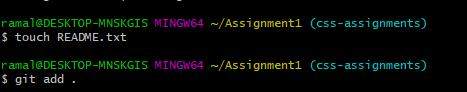 ramal@DESKTOP-MNSKGIS MINGW64 ~/Assignment1 (css-assignments)
$ touch README.txt
ramal@DESKTOP-MNSKGIS MINGW64 ~/Assignment1 (css-assignments)
$ git add .